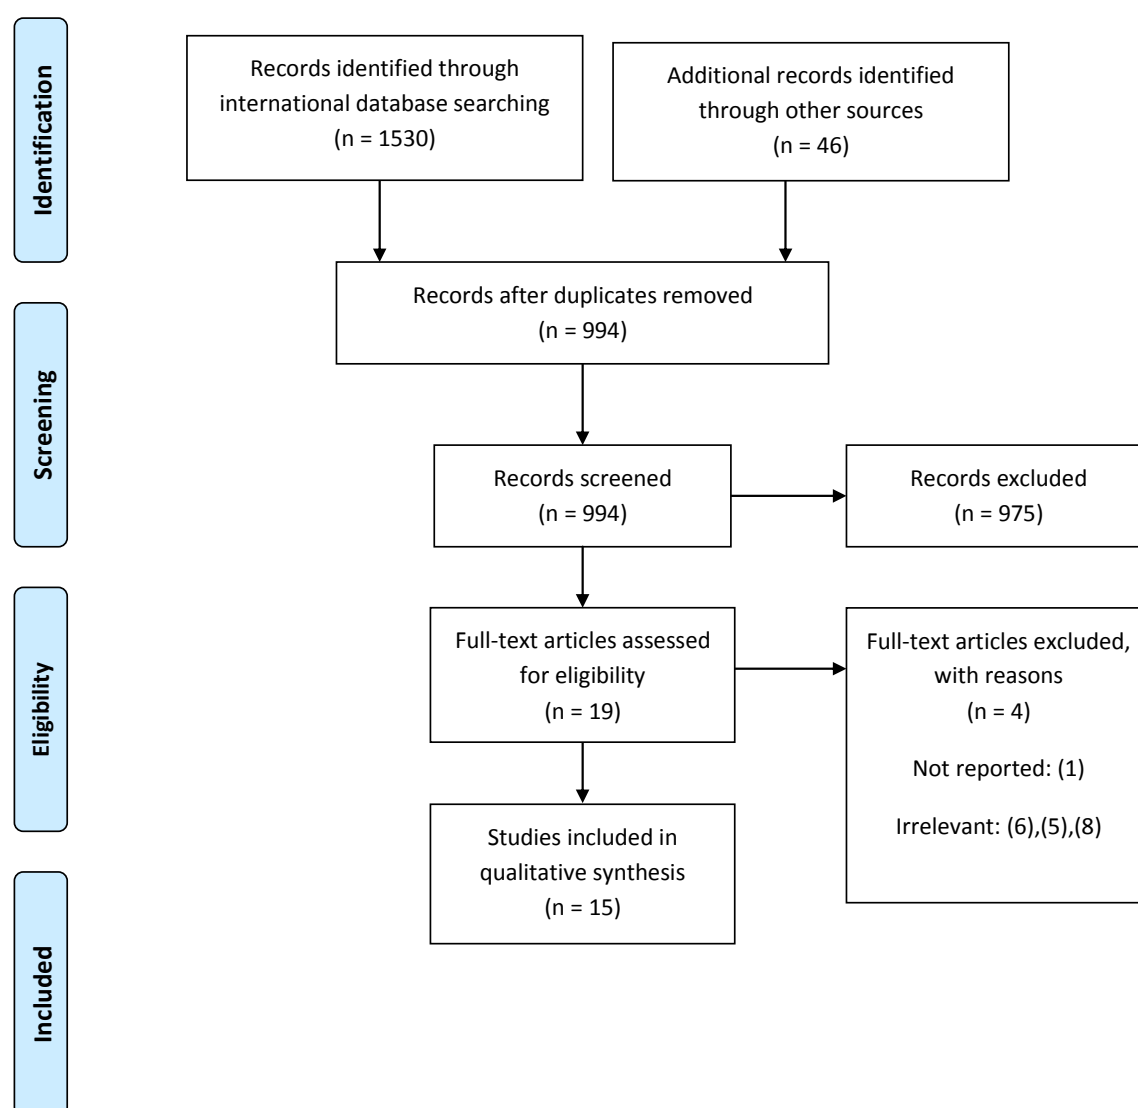 Identification
Records identified through
international database searching
(n = 1530)
Additional records identified
through other sources
(n = 46)
Records after duplicates removed
(n = 994)
Screening
Records screened
(n = 994)
Records excluded
(n = 975)
Eligibility
Full-text articles assessed
for eligibility
(n = 19)
Full-text articles excluded,
with reasons
(n = 4)
Not reported: (1)
Irrelevant: (6),(5),(8)
Included
Studies included in
qualitative synthesis
(n = 15)